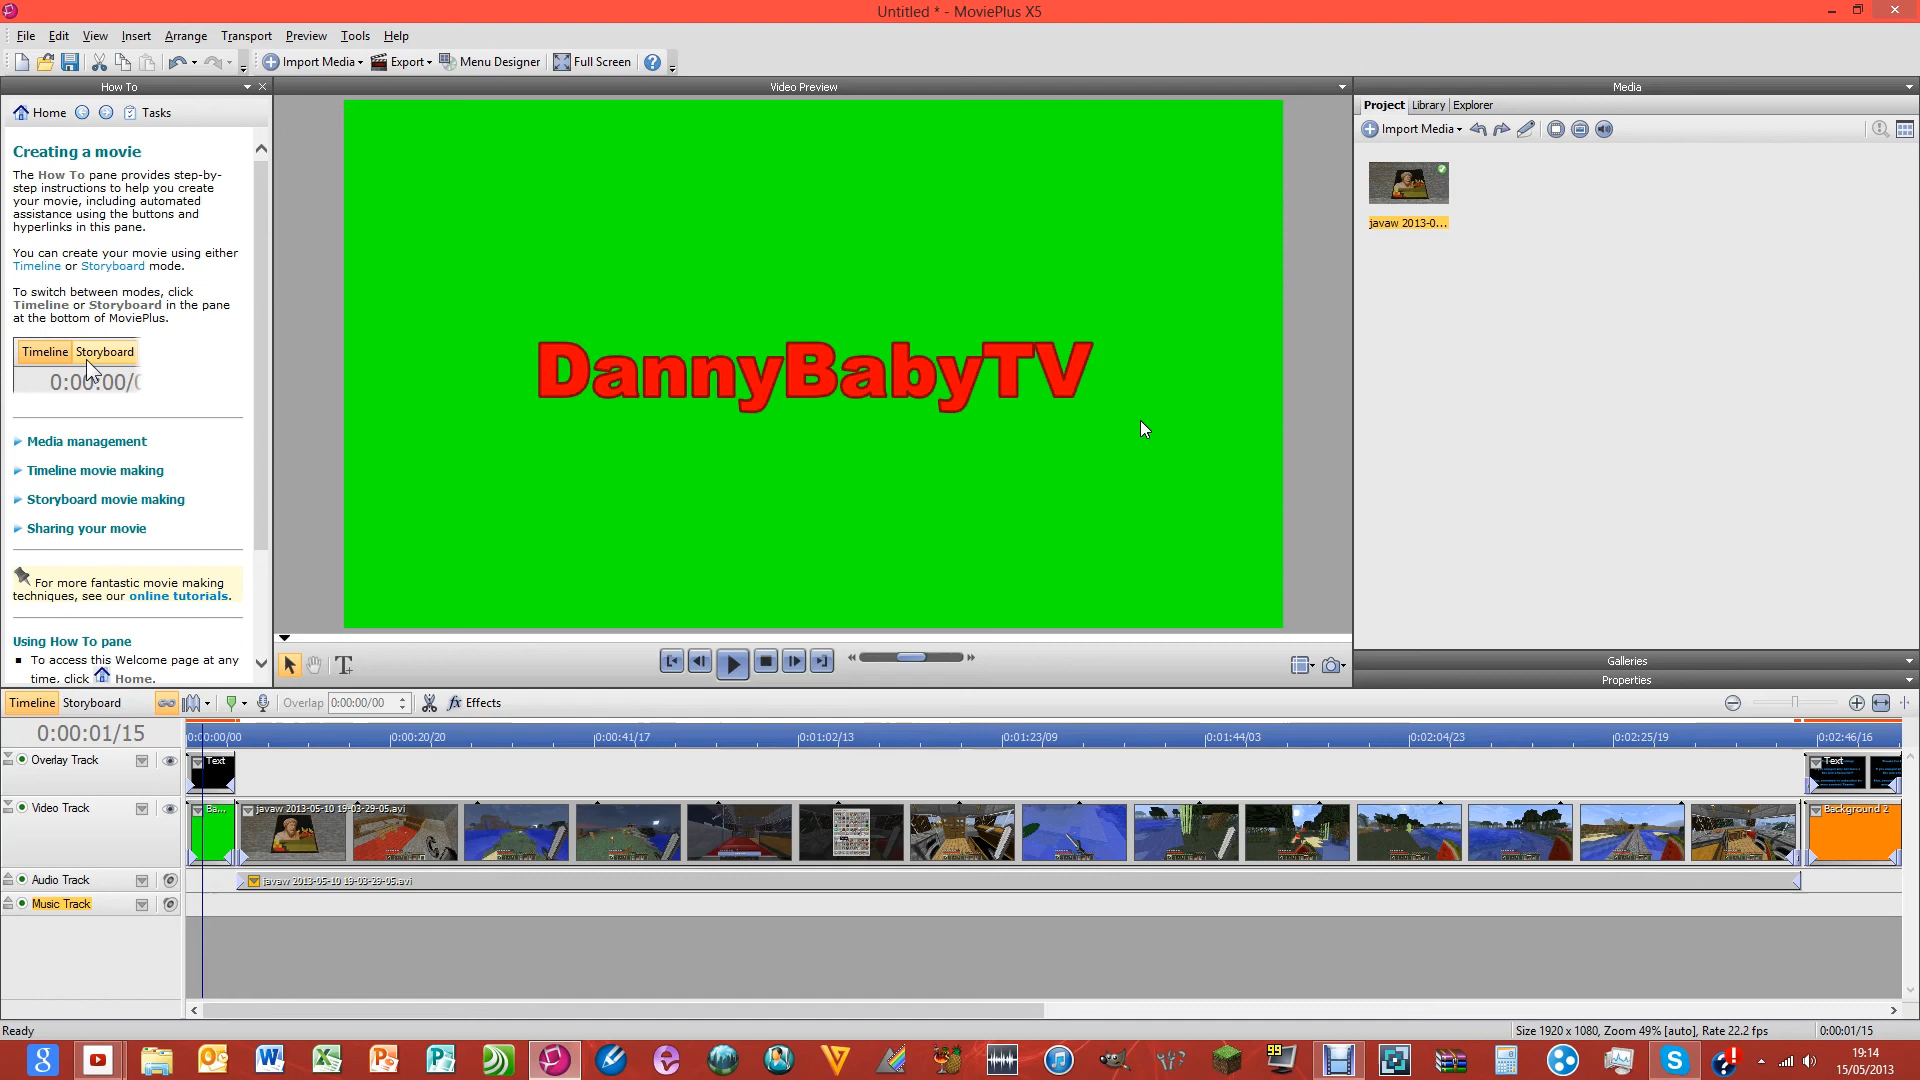 Untitled * - MoviePlus X5
File Edit View Insert Arrange Transport Preview Tools Help
Import Media Export Menu Designer Full Screen
How To
Video Preview
Media
Home Tasks
Project Library Explorer
Import Media
Creating a movie
The How To pane provides step-by-
step instructions to help you create
your movie, including automated
assistance using the buttons and
hyperlinks in this pane.
You can create your movie using either
Timeline or Storyboard mode.
To switch between modes, click
Timeline or Storyboard in the pane
at the bottom of MoviePlus.
Timeline Storyboard
0:00:00/0
Media management
Timeline movie making
Storyboard movie making
Sharing your movie
For more fantastic movie making
techniques, see our online tutorials.
Using How To pane
To access this Welcome page at any
time, click Home.
DannyBabyTV
javaw 2013-0...
Galleries
Properties
Timeline Storyboard Overlap 0:00:00/00 fx Effects
0:00:01/15
0:00:00/00 0:00:20/20 0:00:41/17 0:01:02/13 0:01:23/09 0:01:44/03 0:02:04/23 0:02:25/19 0:02:46/16
Overlay Track Text Text
Video Track Ba... javaw 2013-05-10 19-03-29-05.avi Background 2
Audio Track javaw 2013-05-10 19-03-29-05.avi
Music Track
Ready Size 1920 x 1080, Zoom 49% [auto], Rate 22.2 fps 0:00:01/15
99
19:14
15/05/2013